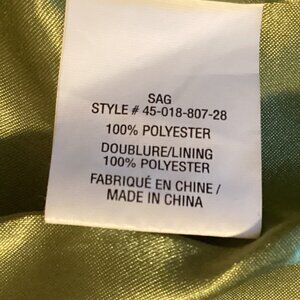 SAG
STYLE # 45-018-807-28
100% POLYESTER
DOUBLURE/LINING
100% POLYESTER
FABRIQUÉ EN CHINE /
MADE IN CHINA